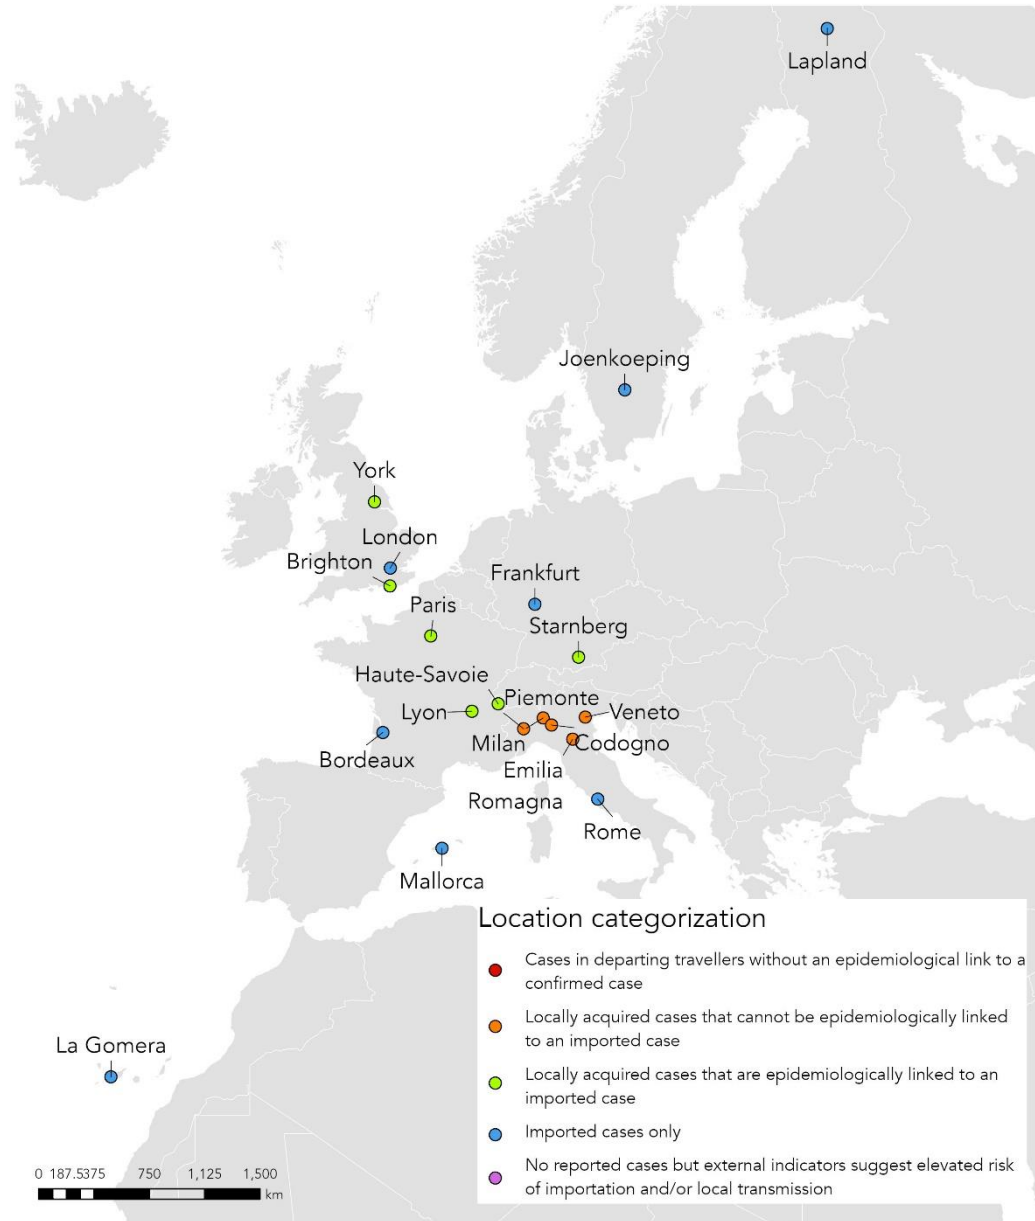 Lapland
Joenkoeping
York
London
Brighton
Frankfurt
Paris
Starnberg
Haute-Savoie
Piemonte
Lyon
Veneto
Milan
Codogno
Bordeaux
Emilia
Romagna
Rome
Mallorca
La Gomera
Location categorization
Cases in departing travellers without an epidemiological link to a
confirmed case
Locally acquired cases that cannot be epidemiologically linked
to an imported case
Locally acquired cases that are epidemiologically linked to an
imported case
Imported cases only
No reported cases but external indicators suggest elevated risk
of importation and/or local transmission
0 187.5375 750 1,125 1,500
km